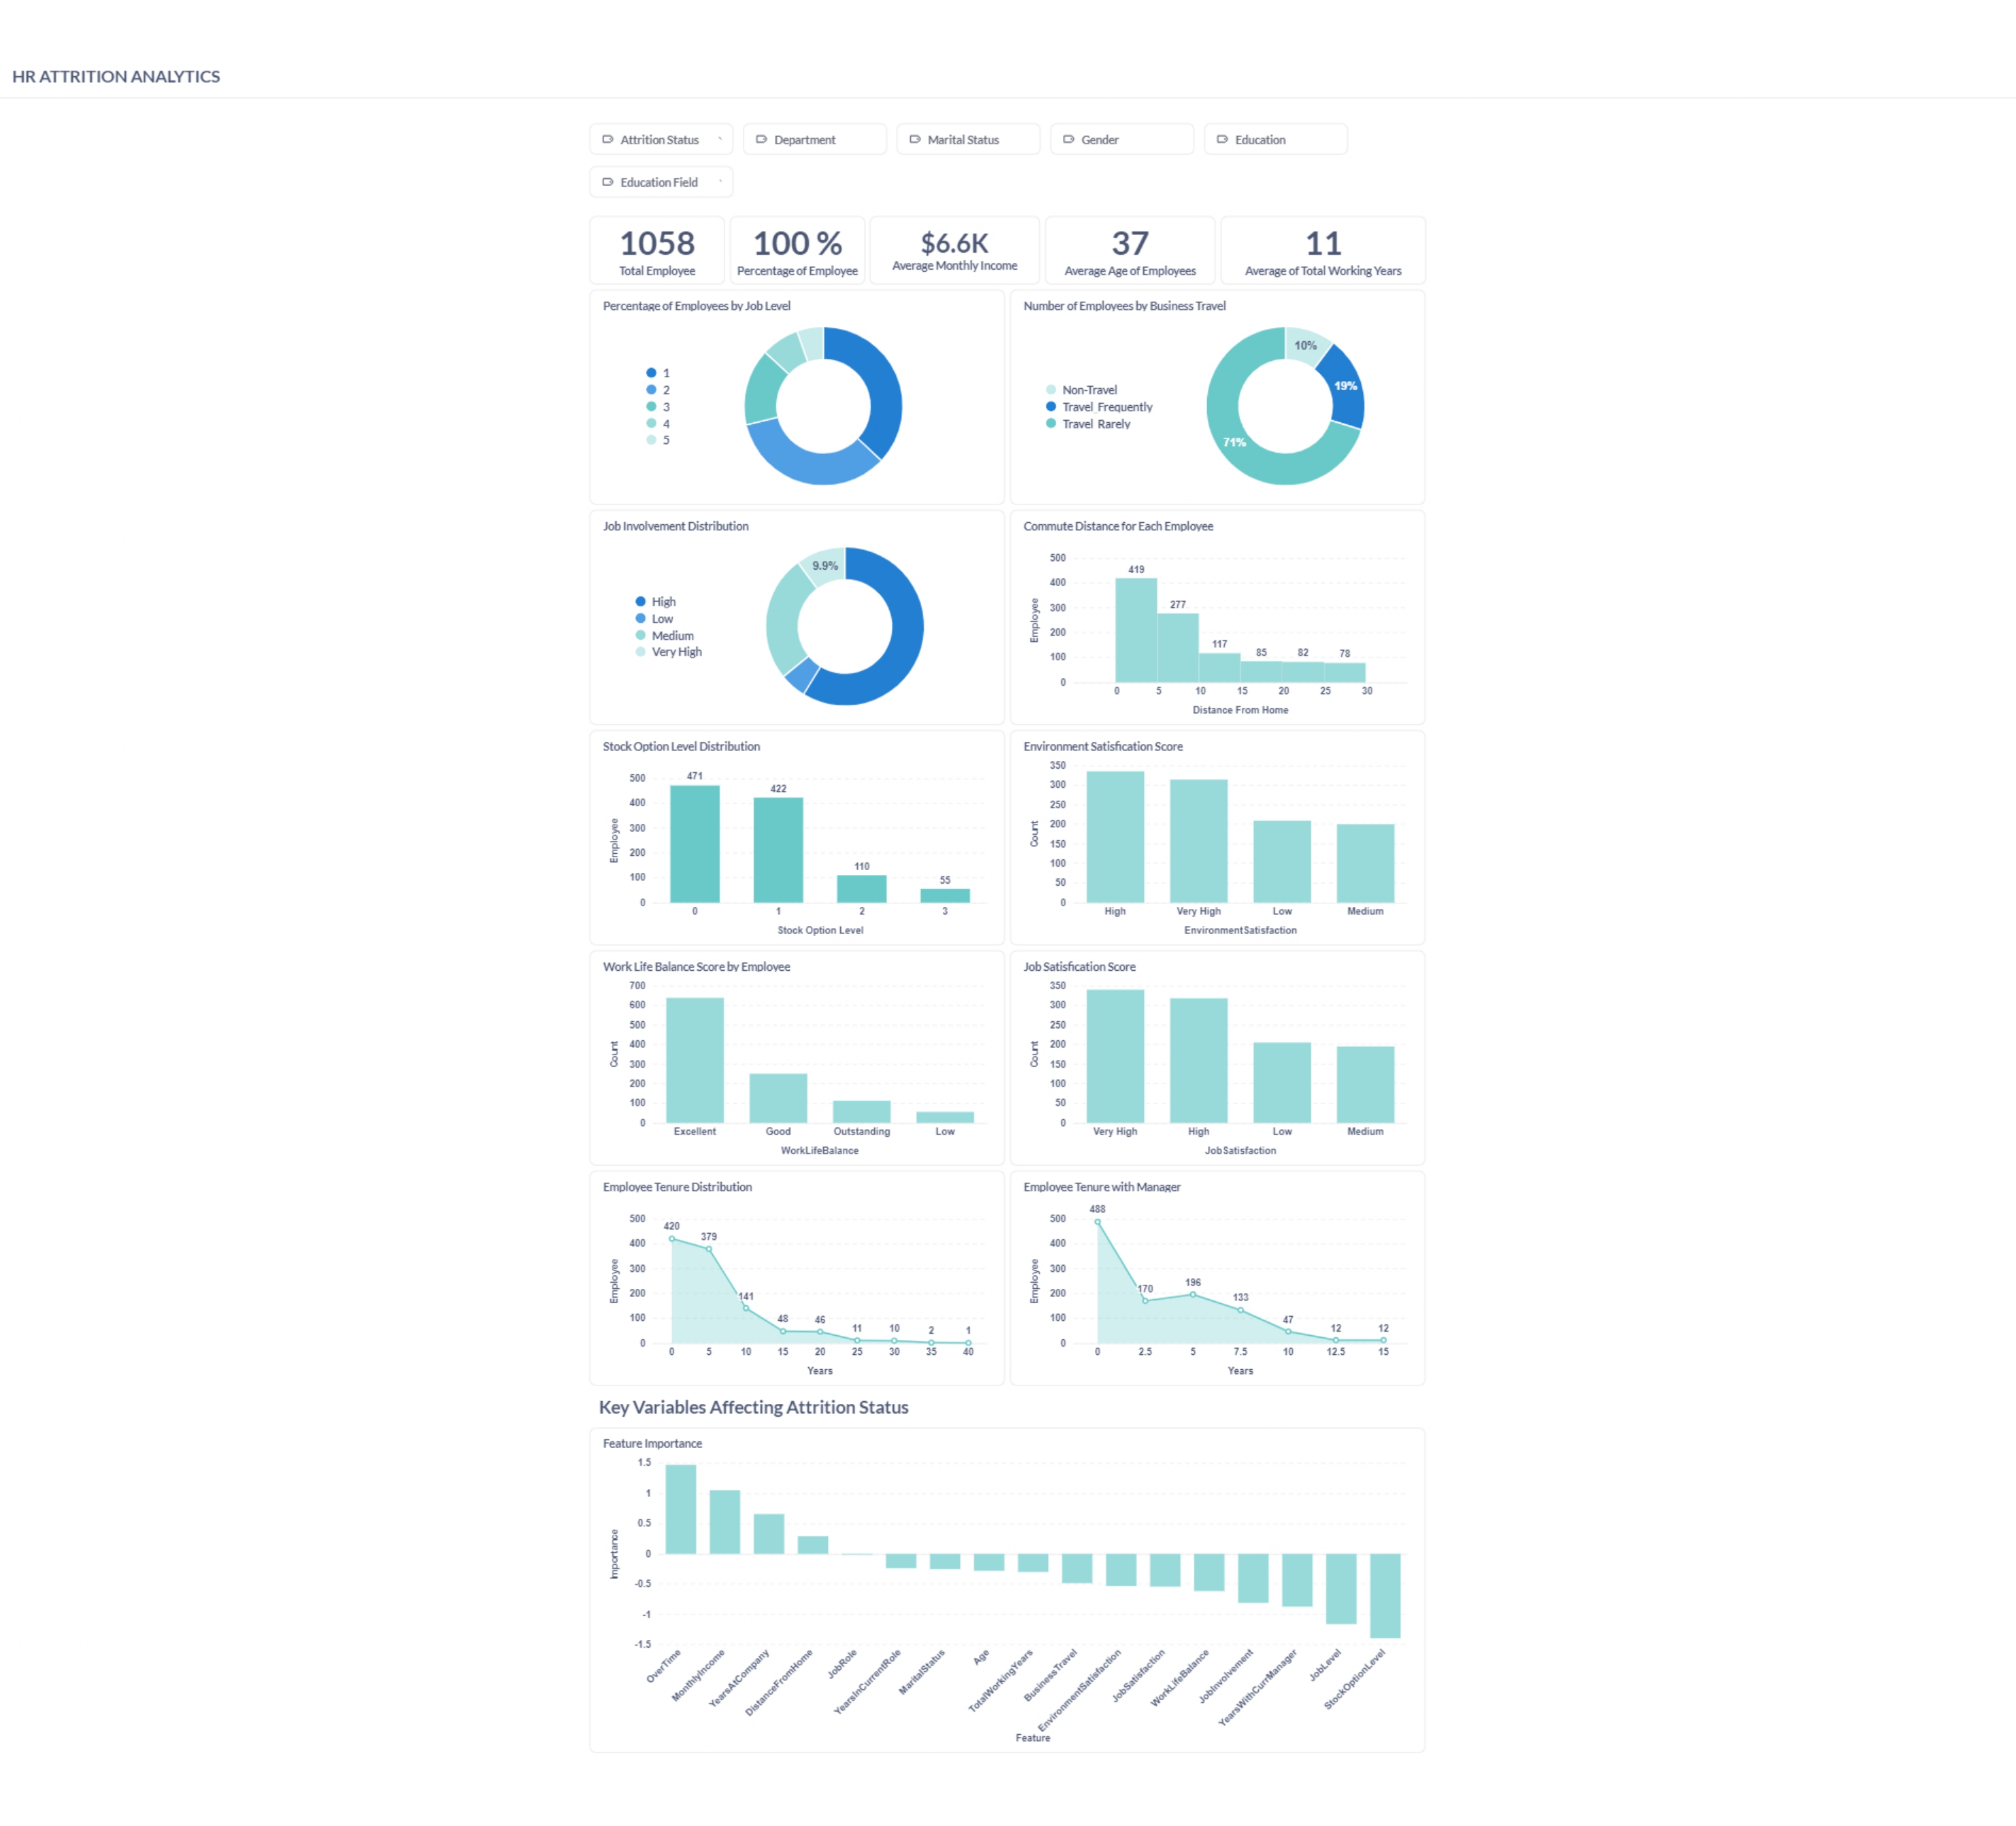 HR ATTRITION ANALYTICS
Attrition Status
Department
Marital Status
Gender
Education
Education Field
1058
Total Employee
100 %
Percentage of Employee
$6.6K
Average Monthly Income
37
Average Age of Employees
11
Average of Total Working Years
Percentage of Employees by Job Level
1
2
3
4
5
Number of Employees by Business Travel
Non-Travel
Travel_Frequently
Travel_Rarely
10%
19%
71%
Job Involvement Distribution
High
Low
Medium
Very High
9.9%
Commute Distance for Each Employee
Employee
500
400
300
200
100
0
419
277
117
85
82
78
0 5 10 15 20 25 30
Distance From Home
Stock Option Level Distribution
Employee
500
400
300
200
100
0
471
422
110
55
0 1 2 3
Stock Option Level
Environment Satisfication Score
Count
350
300
250
200
150
100
50
0
High Very High Low Medium
EnvironmentSatisfaction
Work Life Balance Score by Employee
Count
700
600
500
400
300
200
100
0
Excellent Good Outstanding Low
WorkLifeBalance
Job Satisfication Score
Count
350
300
250
200
150
100
50
0
Very High High Low Medium
JobSatisfaction
Employee Tenure Distribution
Employee
500
400
300
200
100
0
420
379
141
48
46
11
10
2
1
0 5 10 15 20 25 30 35 40
Years
Employee Tenure with Manager
Employee
500
400
300
200
100
0
488
170
196
133
47
12
12
0 2.5 5 7.5 10 12.5 15
Years
Key Variables Affecting Attrition Status
Feature Importance
Importance
1.5
1
0.5
0
-0.5
-1
-1.5
OverTime
MonthlyIncome
YearsAtCompany
DistanceFromHome
JobRole
YearsInCurrentRole
MaritalStatus
Age
TotalWorkingYears
BusinessTravel
EnvironmentSatisfaction
JobSatisfaction
WorkLifeBalance
JobInvolvement
YearsWithCurrManager
JobLevel
StockOptionLevel
Feature